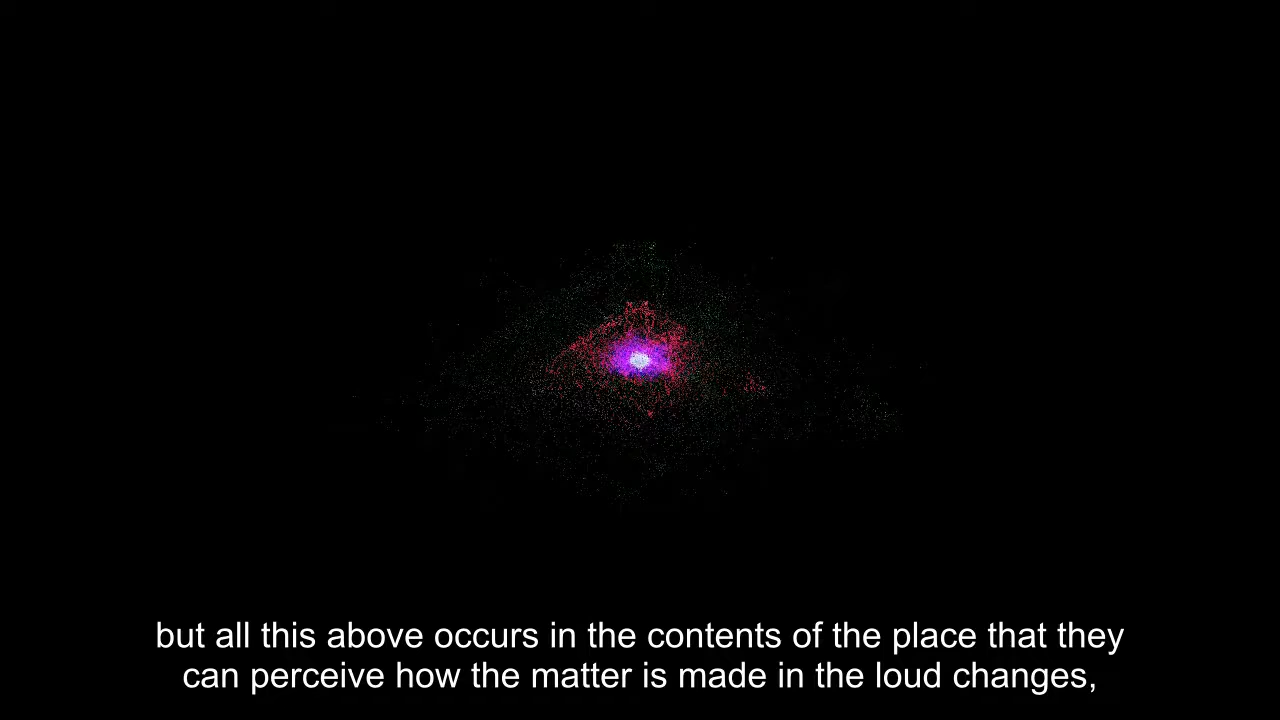 but all this above occurs in the contents of the place that they
can perceive how the matter is made in the loud changes,